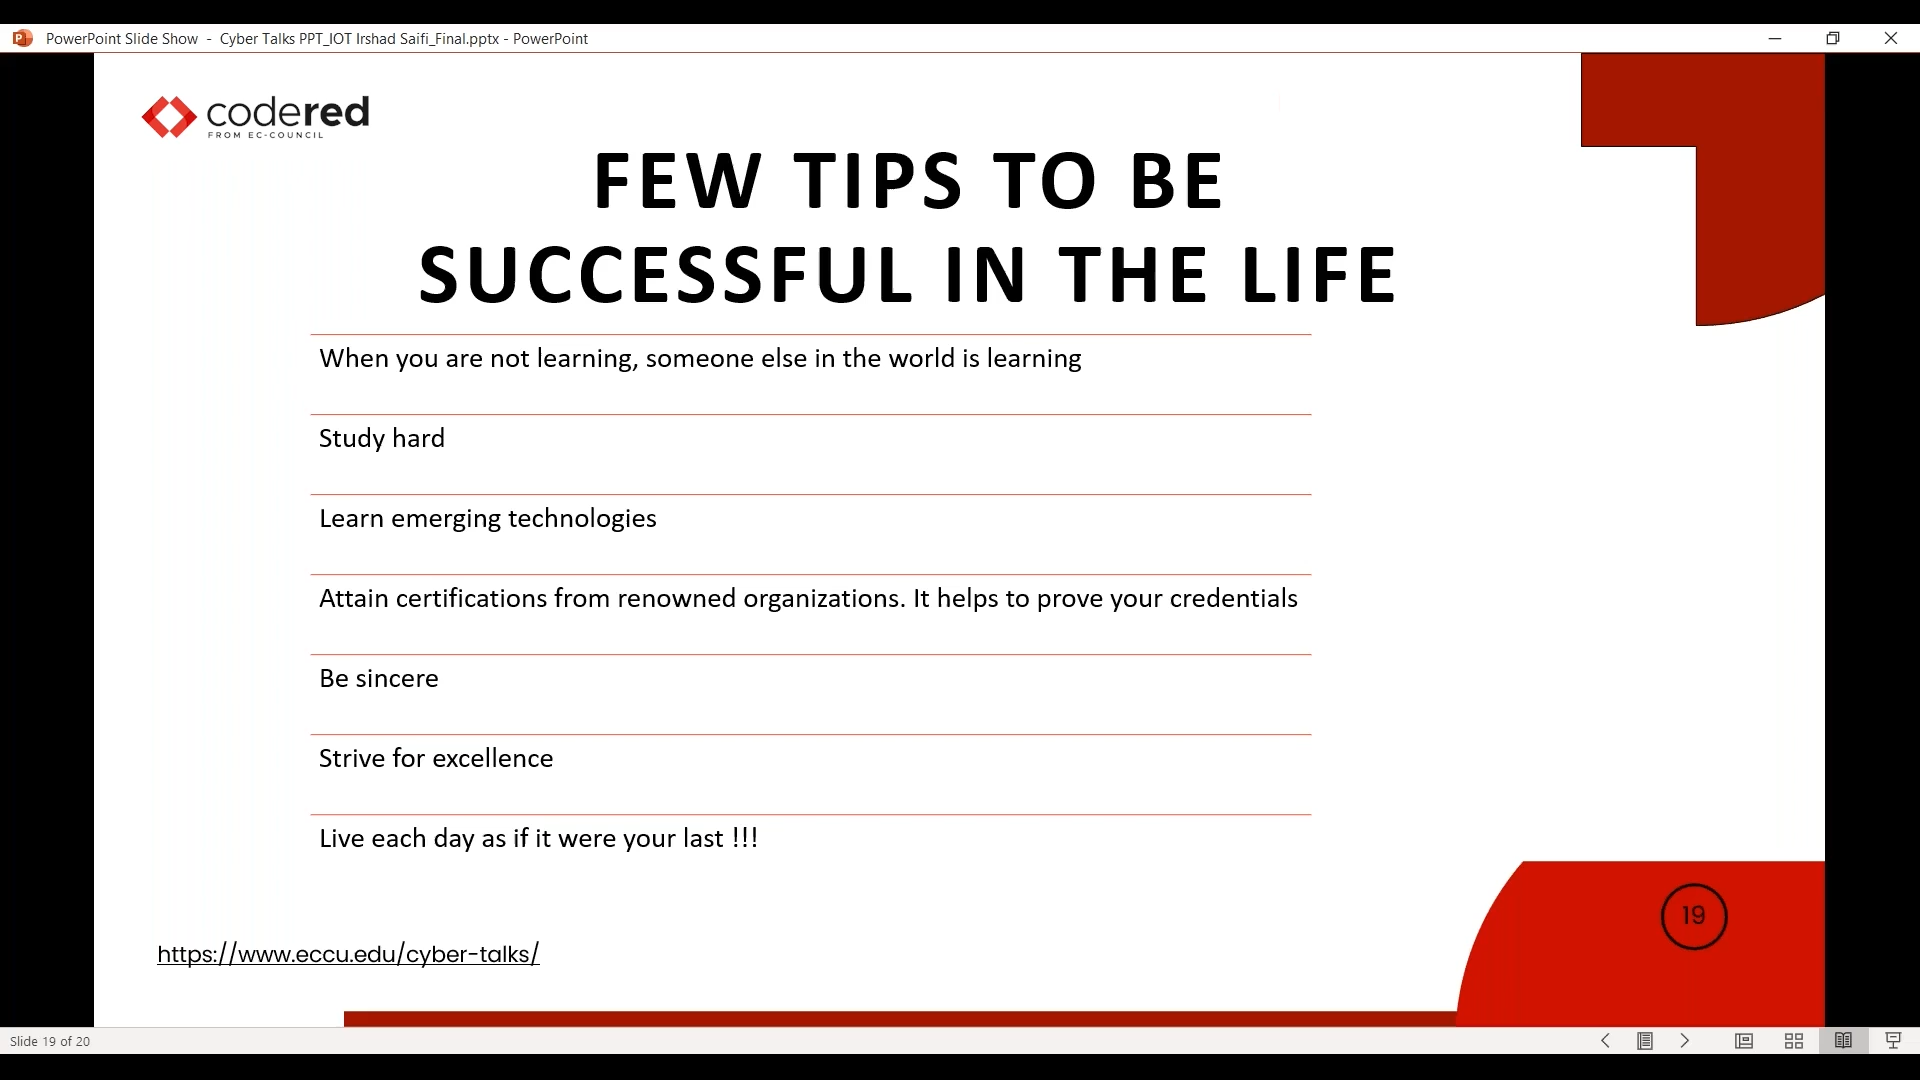 PowerPoint Slide Show - Cyber Talks PPT_IOT Irshad Saifi_Final.pptx - PowerPoint
codered
FROM EC-COUNCIL
FEW TIPS TO BE
SUCCESSFUL IN THE LIFE
When you are not learning, someone else in the world is learning
Study hard
Learn emerging technologies
Attain certifications from renowned organizations. It helps to prove your credentials
Be sincere
Strive for excellence
Live each day as if it were your last !!!
19
https://www.eccu.edu/cyber-talks/
Slide 19 of 20